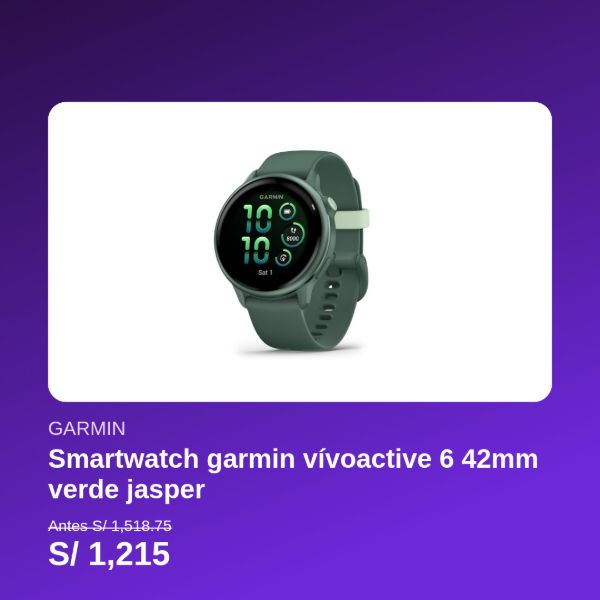 GARMIN
10
10
8000
Sat 1
GARMIN
Smartwatch garmin vívoactive 6 42mm
verde jasper
Antes S/ 1,518.75
S/ 1,215